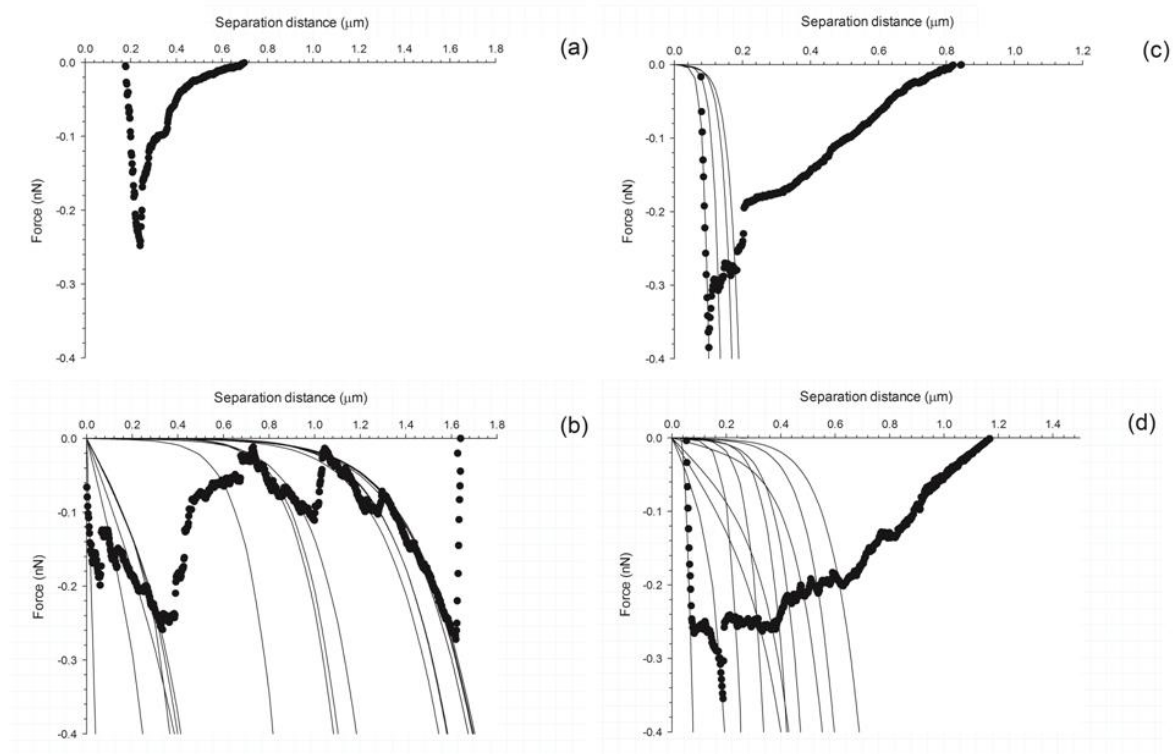 Separation distance (μm)
0.0 0.2 0.4 0.6 0.8 1.0 1.2 1.4 1.6 1.8
(a)
0.0
-0.1
-0.2
-0.3
-0.4
Force (nN)
Separation distance (μm)
0.0 0.2 0.4 0.6 0.8 1.0 1.2
(c)
0.0
-0.1
-0.2
-0.3
-0.4
Force (nN)
Separation distance (μm)
0.0 0.2 0.4 0.6 0.8 1.0 1.2 1.4 1.6 1.8
(b)
0.0
-0.1
-0.2
-0.3
-0.4
Force (nN)
Separation distance (μm)
0.0 0.2 0.4 0.6 0.8 1.0 1.2 1.4
(d)
0.0
-0.1
-0.2
-0.3
-0.4
Force (nN)